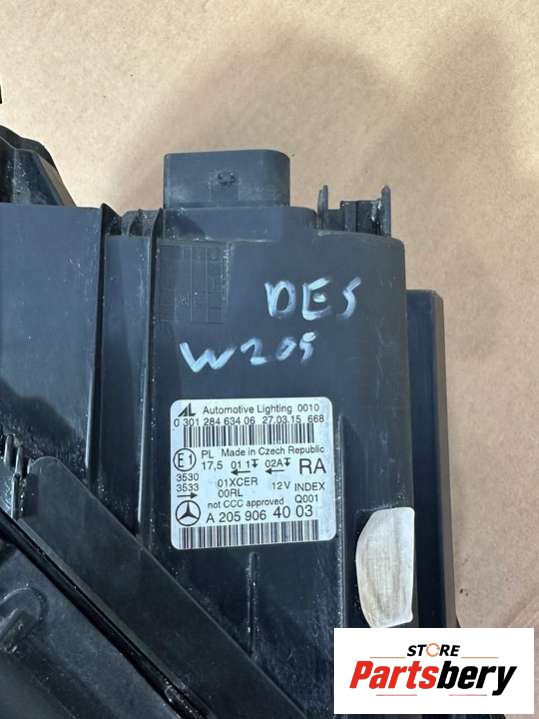 DES
W205
AL Automotive Lighting 0010
0 301 284 634 06 27.03.15 668
E1 PL Made in Czech Republic
17,5 01 1 02A RA
3530
3533
01XCER 12V INDEX
00RL Q001
not CCC approved
A 205 906 40 03
STORE
Partsbery